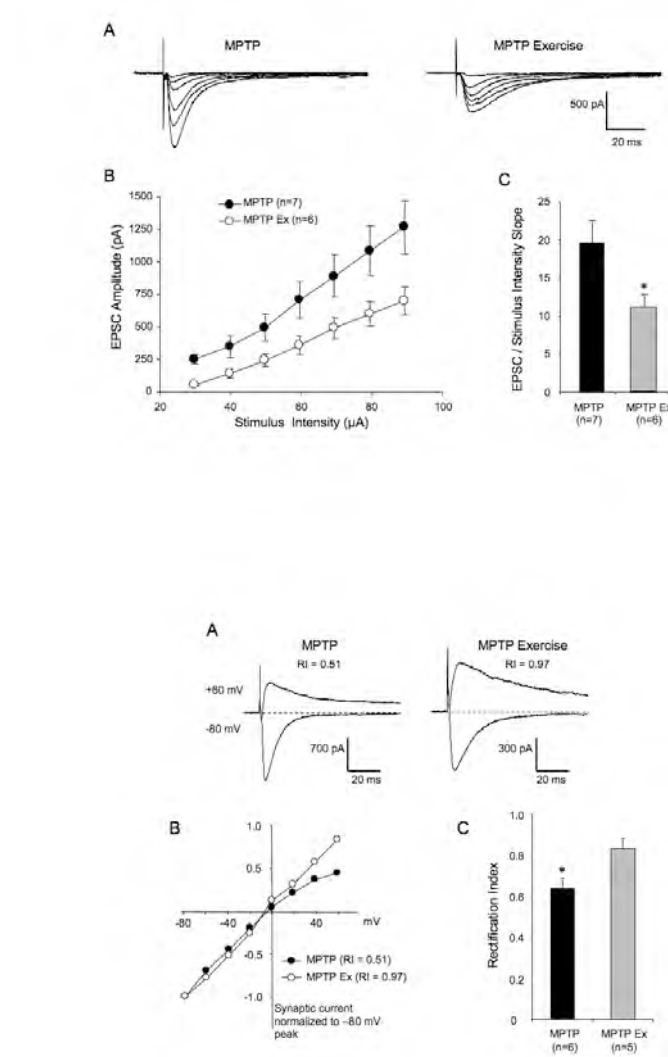 A
MPTP
MPTP Exercise
500 pA
20 ms
B
1500
1250
1000
750
500
250
0
20
40
60
80
100
EPSC Amplitude (pA)
Stimulus Intensity (µA)
MPTP (n=7)
MPTP Ex (n=6)
C
25
20
15
10
5
0
EPSC / Stimulus Intensity Slope
*
MPTP
(n=7)
MPTP Ex
(n=6)
A
MPTP
RI = 0.51
MPTP Exercise
RI = 0.97
+60 mV
-80 mV
700 pA
20 ms
300 pA
20 ms
B
1.0
0.5
-80
-40
40
mV
-0.5
-1.0
MPTP (RI = 0.51)
MPTP Ex (RI = 0.97)
Synaptic current
normalized to –80 mV
peak
C
1.0
0.8
0.6
0.4
0.2
0
Rectification Index
*
MPTP
(n=6)
MPTP Ex
(n=5)